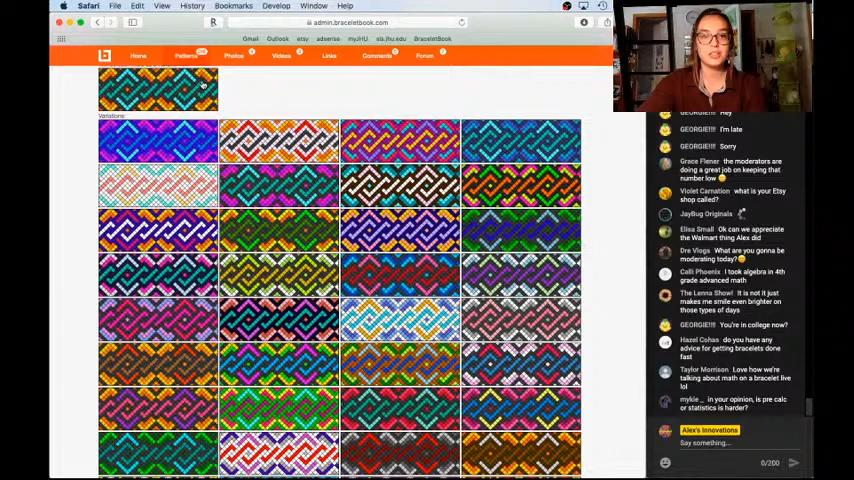 Safari File Edit View History Bookmarks Develop Window Help
admin.braceletbook.com
Gmail Outlook etsy adsense myJHU sis.jhu.edu BraceletBook
Home Patterns Photos Videos Links Comments Forum
Variations:
Hey
GEORGIE!!!! I'm late
GEORGIE!!!! Sorry
Grace Flener the moderators are
doing a great job on keeping that
number low
Violet Carnation what is your Etsy
shop called?
JayBug Originals
Elisa Small Ok can we appreciate
the Walmart thing Alex did
Dre Vlogs What are you gonna be
moderating today?
Calli Phoenix I took algebra in 4th
grade advanced math
The Lenna Show! It is not it just
makes me smile even brighter on
those types of days
GEORGIE!!!! You're in college now?
Hazel Cohas do you have any
advice for getting bracelets done
fast
Taylor Morrison Love how we're
talking about math on a bracelet live
lol
mykie _ in your opinion, is pre calc
or statistics is harder?
Alex's Innovations
Say something...
0/200